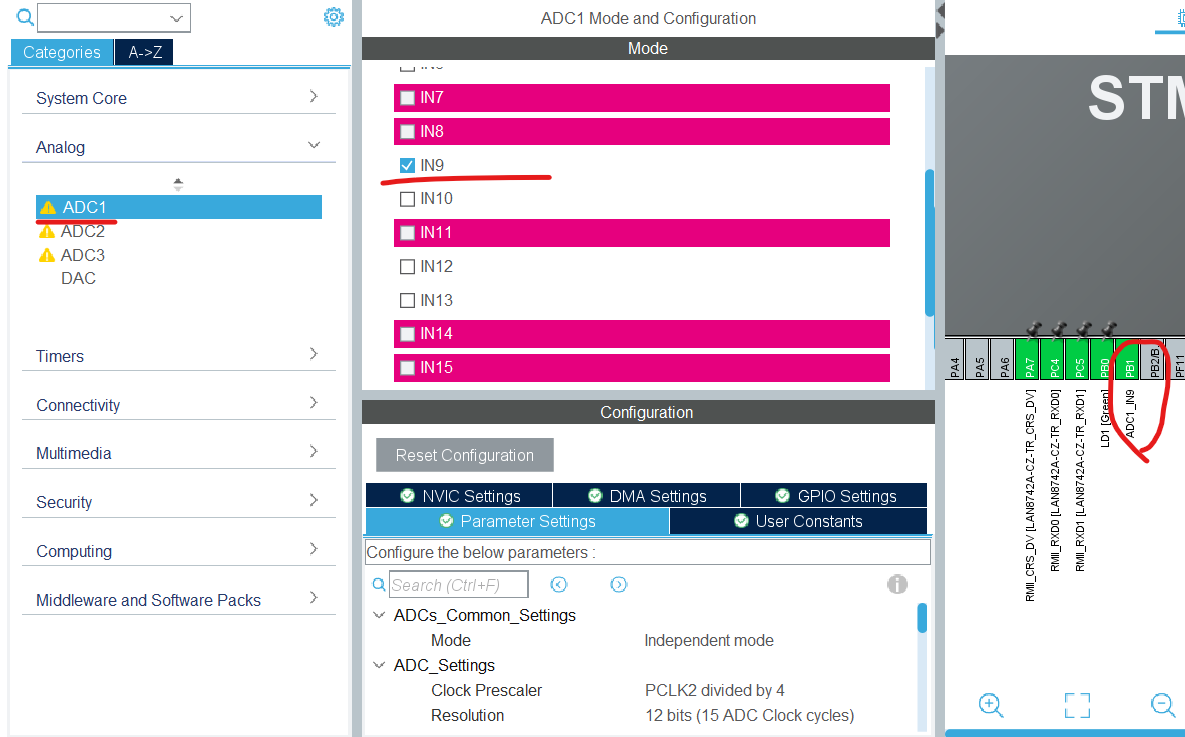 ADC1 Mode and Configuration
Categories
A->Z
Mode
System Core
Analog
ADC1
ADC2
ADC3
DAC
Timers
Connectivity
Multimedia
Security
Computing
Middleware and Software Packs
IN7
IN8
IN9
IN10
IN11
IN12
IN13
IN14
IN15
Configuration
Reset Configuration
NVIC Settings
DMA Settings
GPIO Settings
Parameter Settings
User Constants
Configure the below parameters :
Search (Ctrl+F)
ADCs_Common_Settings
Mode Independent mode
ADC_Settings
Clock Prescaler PCLK2 divided by 4
Resolution 12 bits (15 ADC Clock cycles)
PA4
PA5
PA6
PA7
PC4
PC5
PB0
PB1
PB2/B.
PF11
RMII_CRS_DV [LAN8742A-CZ-TR_CRS_DV]
RMII_RXD0 [LAN8742A-CZ-TR_RXD0]
RMII_RXD1 [LAN8742A-CZ-TR_RXD1]
LD1 [Green]
ADC1_IN9